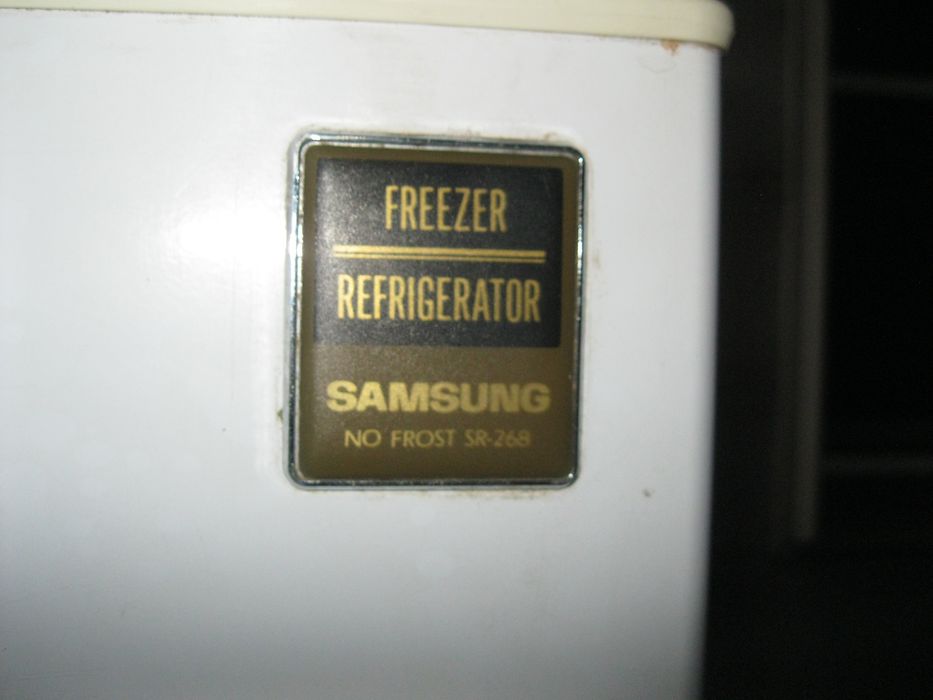 FREEZER
REFRIGERATOR
SAMSUNG
NO FROST SR-268